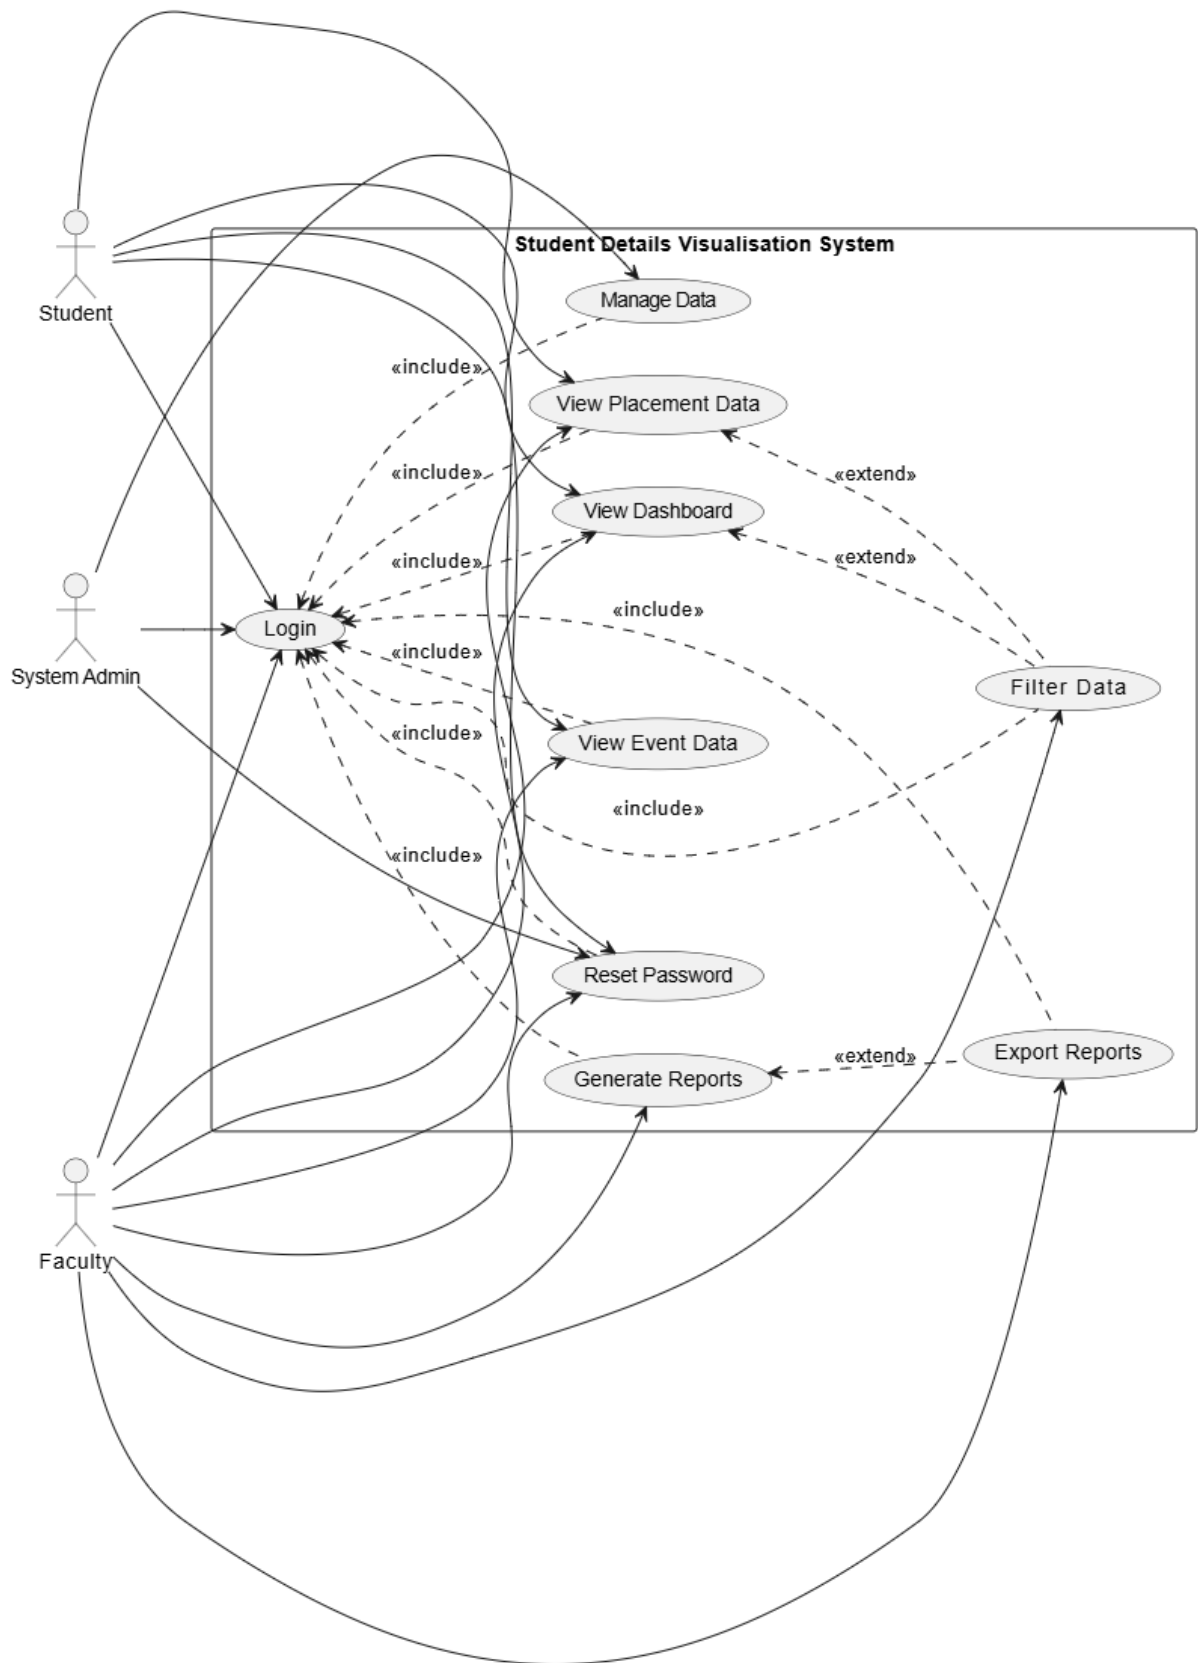 Student Details Visualisation System
Student
Manage Data
«include»
View Placement Data
«include»
«extend»
View Dashboard
«include»
«extend»
System Admin
Login
«include»
«include»
Filter Data
View Event Data
«include»
«include»
«include»
Reset Password
Generate Reports
«extend»
Export Reports
Faculty